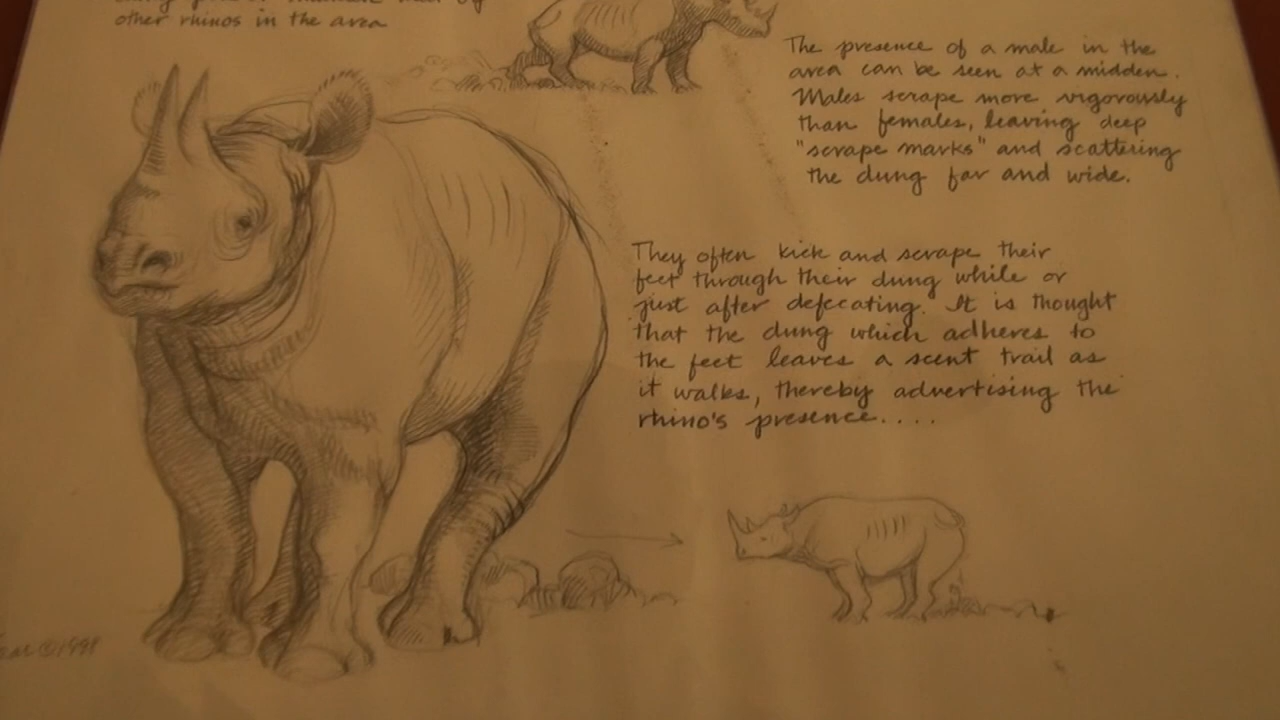 other rhinos in the area
The presence of a male in the
area can be seen at a midden.
Males scrape more vigorously
than females, leaving deep
"scrape marks" and scattering
the dung far and wide.
They often kick and scrape their
feet through their dung while or
just after defecating. It is thought
that the dung which adheres to
the feet leaves a scent trail as
it walks, thereby advertising the
rhino's presence....
©1998